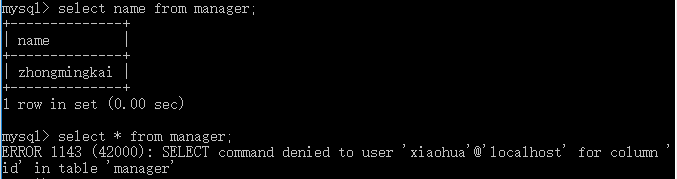 mysql> select name from manager;
+-------------+
| name        |
+-------------+
| zhongmingkai |
+-------------+
1 row in set (0.00 sec)
mysql> select * from manager;
ERROR 1143 (42000): SELECT command denied to user 'xiaohua'@'localhost' for column '
id' in table 'manager'